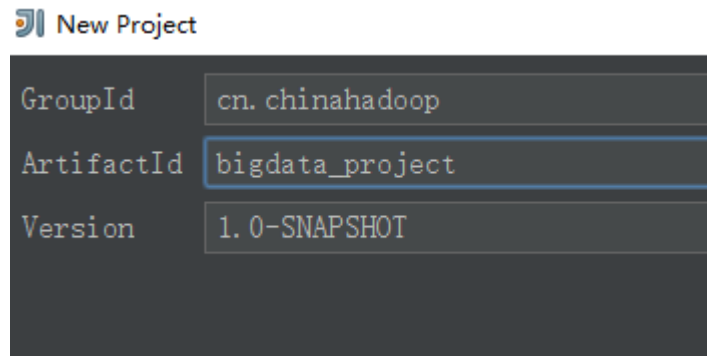 New Project
GroupId cn.chinahadoop
ArtifactId bigdata_project
Version 1.0-SNAPSHOT